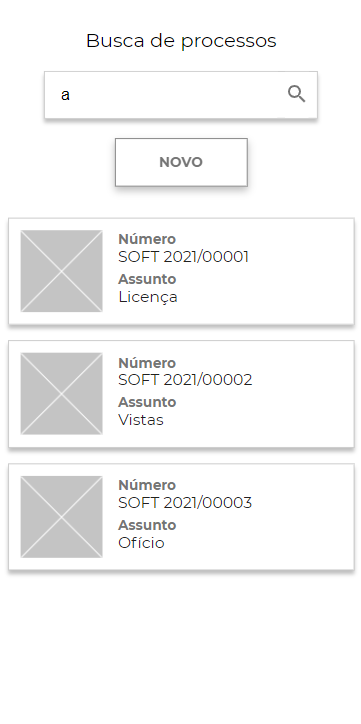 Busca de processos
a
NOVO
Número
SOFT 2021/00001
Assunto
Licença
Número
SOFT 2021/00002
Assunto
Vistas
Número
SOFT 2021/00003
Assunto
Ofício